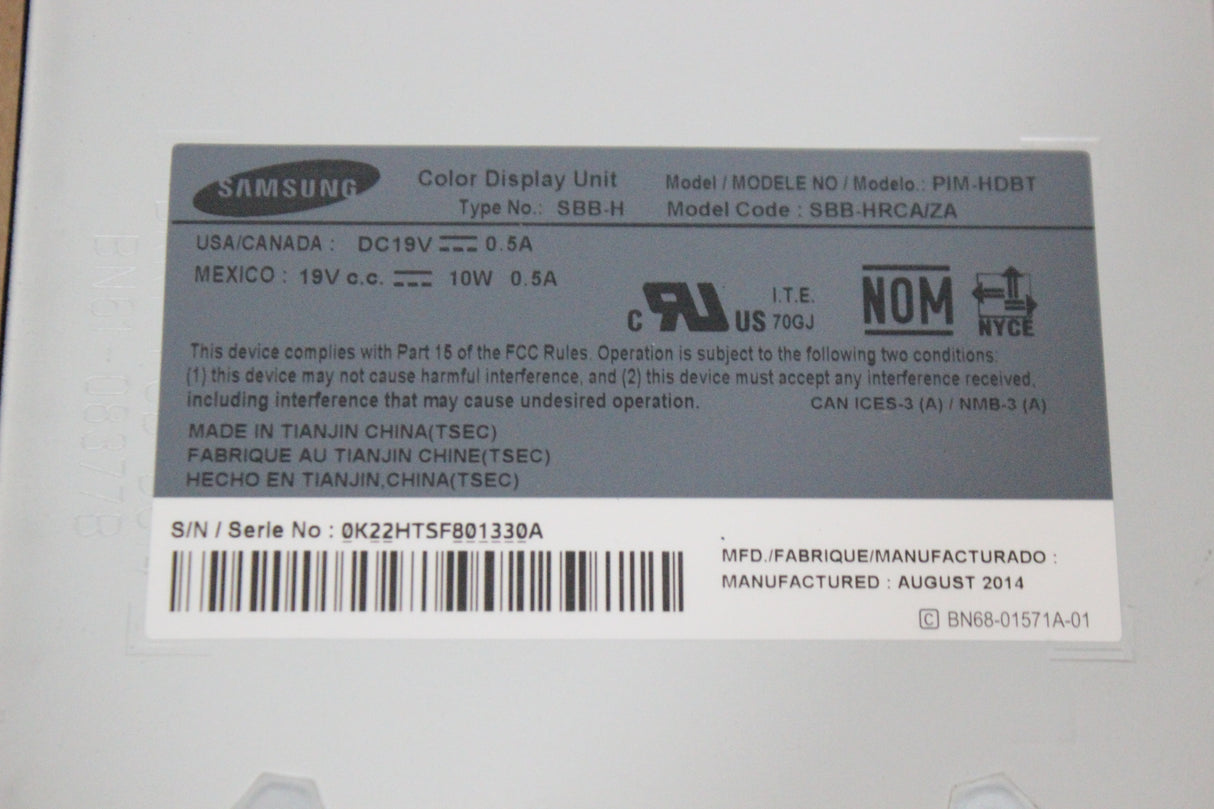 SAMSUNG
Color Display Unit
Type No.: SBB-H
Model / MODELE NO / Modelo.: PIM-HDBT
Model Code : SBB-HRCA/ZA
USA/CANADA : DC19V 0.5A
MEXICO : 19V c.c. 10W 0.5A
C RU US I.T.E. 70GJ
NOM
NYCE
This device complies with Part 15 of the FCC Rules. Operation is subject to the following two conditions:
(1) this device may not cause harmful interference, and (2) this device must accept any interference received,
including interference that may cause undesired operation.
CAN ICES-3 (A) / NMB-3 (A)
MADE IN TIANJIN CHINA(TSEC)
FABRIQUE AU TIANJIN CHINE(TSEC)
HECHO EN TIANJIN,CHINA(TSEC)
S/N / Serie No : 0K22HTSF801330A
MFD./FABRIQUE/MANUFACTURADO :
MANUFACTURED : AUGUST 2014
C BN68-01571A-01
BN61-08877B